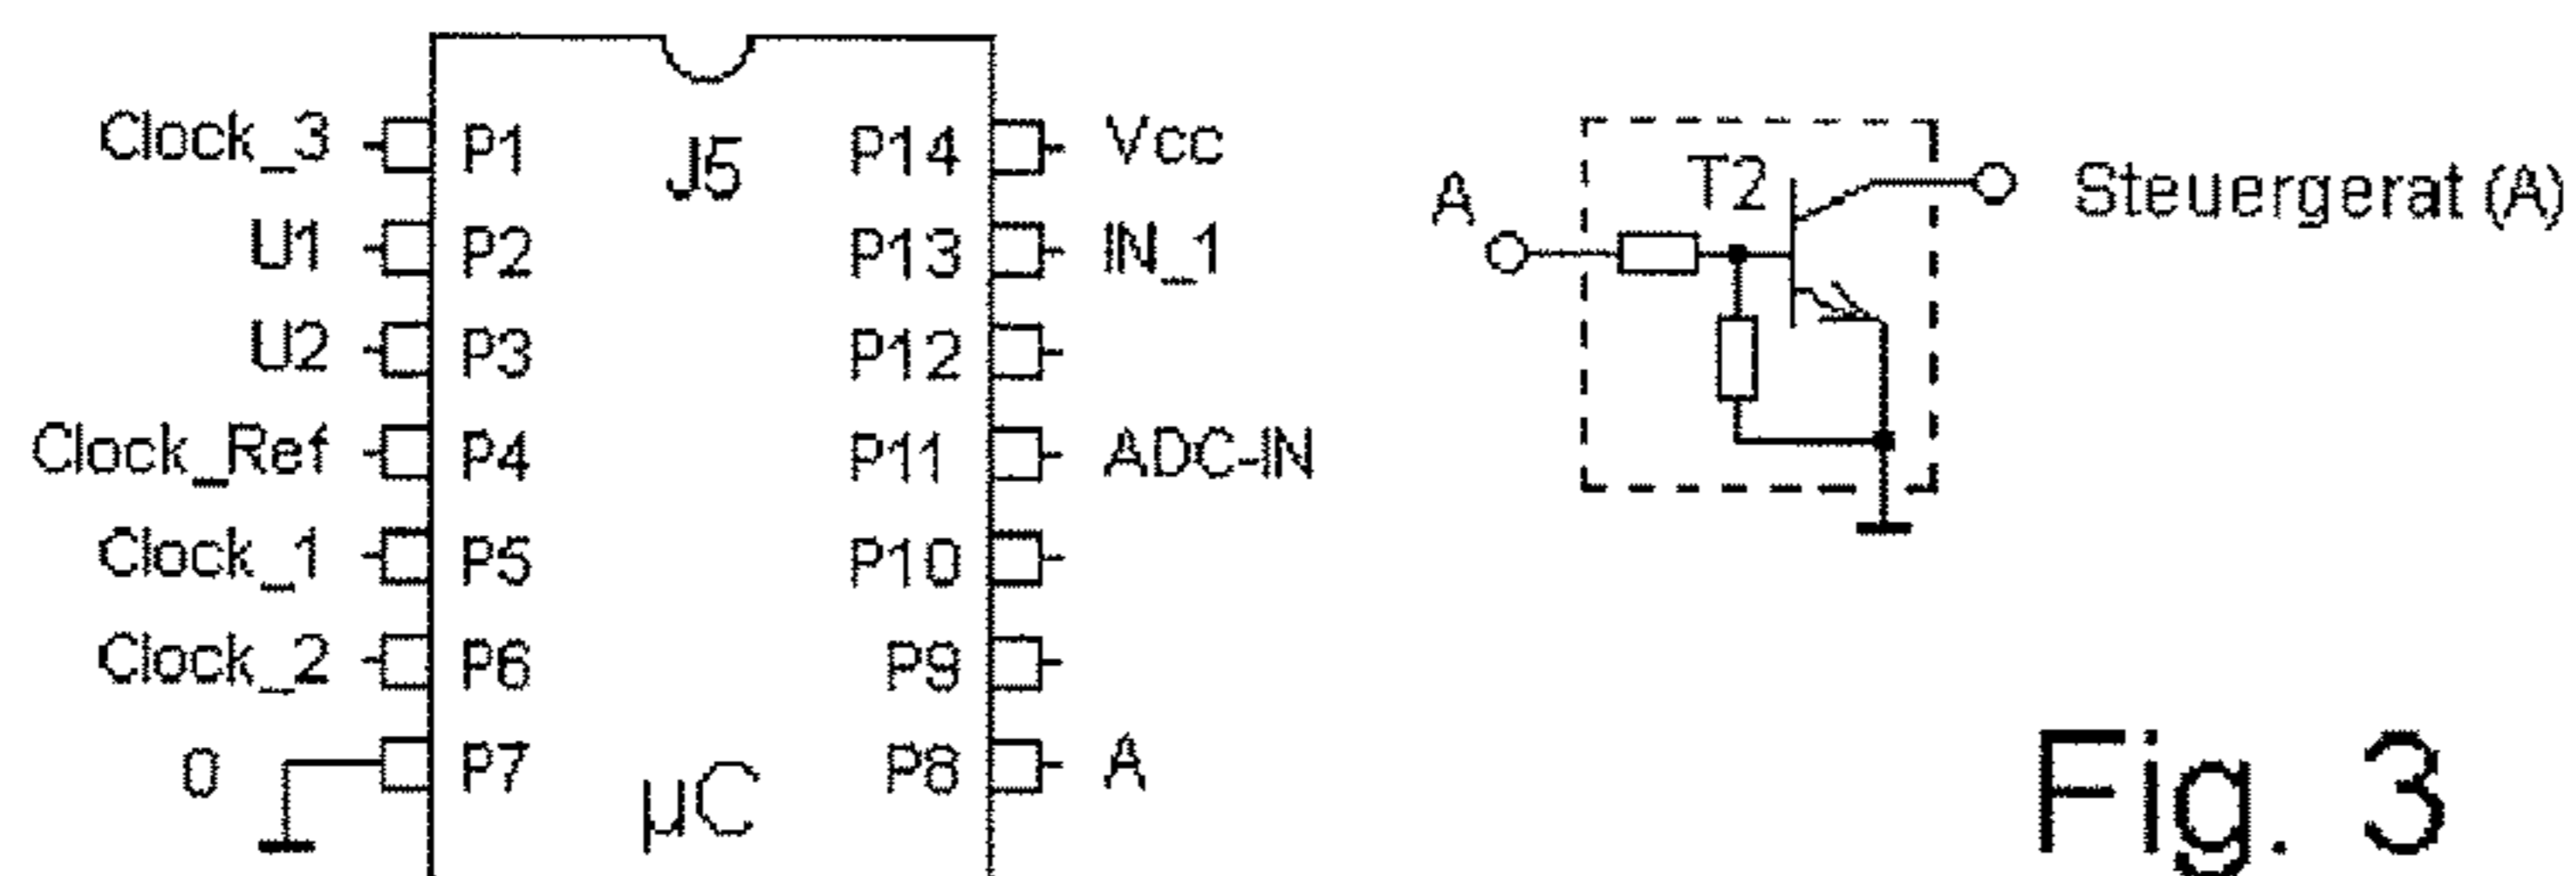 Clock_3 P1 J5 P14 Vcc
U1 P2 P13 IN_1
U2 P3 P12
Clock_Ref P4 P11 ADC-IN
Clock_1 P5 P10
Clock_2 P6 P9
0 P7 µC P8 A
A T2 Steuergerat (A)
Fig. 3